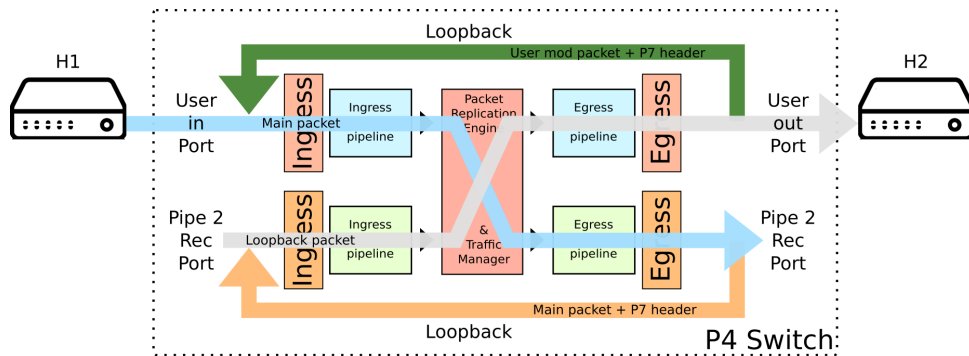 Loopback
User mod packet + P7 header
H1
H2
User
in
Port
Main packet
Ingress
Ingress
pipeline
Packet
Replication
Engine
Egress
pipeline
Egress
User
out
Port
Pipe 2
Rec
Port
Loopback packet
Ingress
Ingress
pipeline
&
Traffic
Manager
Egress
pipeline
Egress
Pipe 2
Rec
Port
Main packet + P7 header
Loopback
P4 Switch